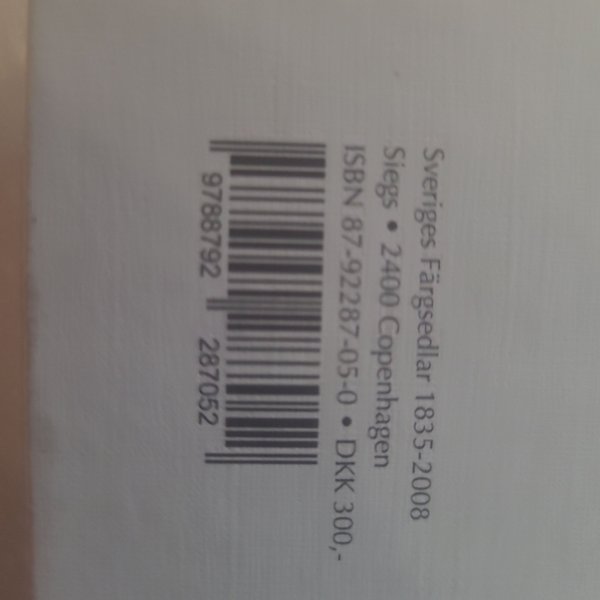 Sveriges Färgsedlar 1835-2008
Siegs • 2400 Copenhagen
ISBN 87-92287-05-0 • DKK 300,-
9788792 287052